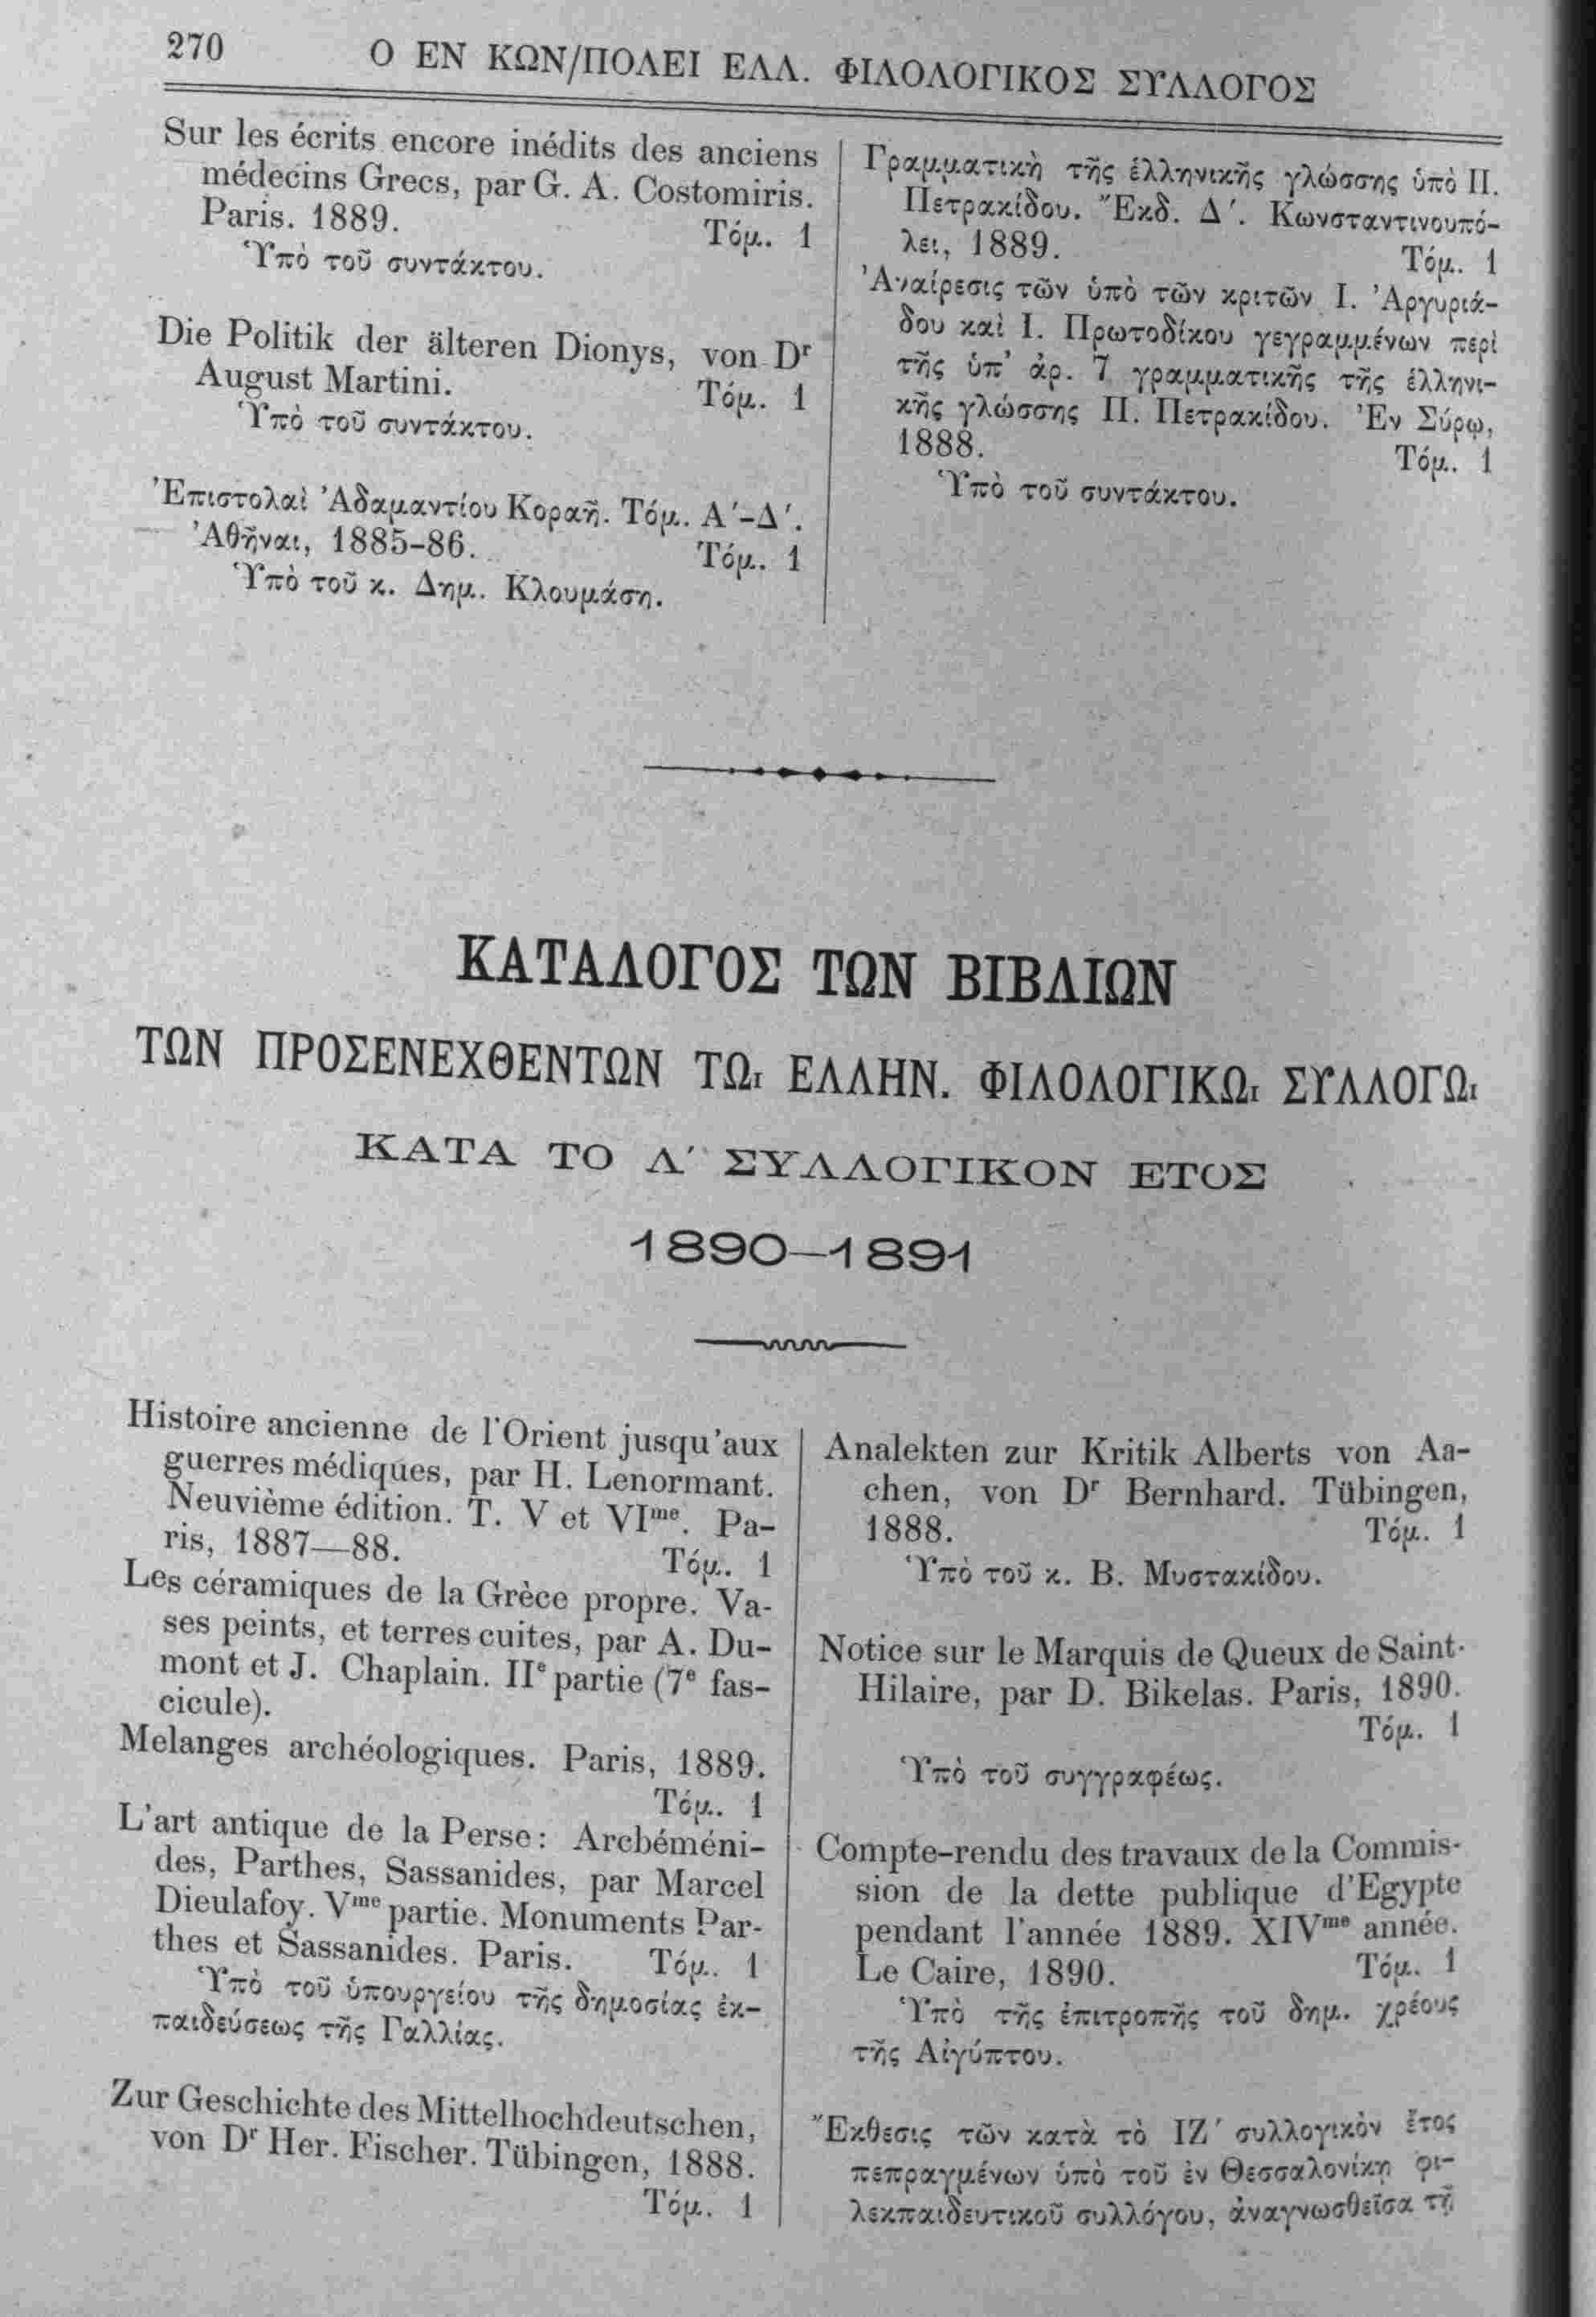 270 Ο ΕΝ ΚΩΝ/ΠΟΛΕΙ ΕΛΛ. ΦΙΛΟΛΟΓΙΚΟΣ ΣΥΛΛΟΓΟΣ
Sur les écrits encore inédits des anciens
médecins Grecs, par G. A. Costomiris.
Paris. 1889. Τόμ. 1
Ὑπὸ τοῦ συντάκτου.
Die Politik der älteren Dionys, von Dr
August Martini. Τόμ. 1
Ὑπὸ τοῦ συντάκτου.
Ἐπιστολαὶ Ἀδαμαντίου Κοραῆ. Τόμ. Α΄-Δ΄.
Ἀθῆναι, 1885-86. Τόμ. 1
Ὑπὸ τοῦ κ. Δημ. Κλουμάση.
Γραμματικὴ τῆς ἑλληνικῆς γλώσσης ὑπὸ Π.
Πετρακίδου. Ἔκδ. Δ΄. Κωνσταντινουπό-
λει, 1889. Τόμ. 1
Ἀναίρεσις τῶν ὑπὸ τῶν κριτῶν Ι. Ἀργυριά-
δου καὶ Ι. Πρωτοδίκου γεγραμμένων περὶ
τῆς ὑπ' ἀρ. 7 γραμματικῆς τῆς ἑλληνι-
κῆς γλώσσης Π. Πετρακίδου. Ἐν Σύρῳ,
1888. Τόμ. 1
Ὑπὸ τοῦ συντάκτου.
ΚΑΤΑΛΟΓΟΣ ΤΩΝ ΒΙΒΛΙΩΝ
ΤΩΝ ΠΡΟΣΕΝΕΧΘΕΝΤΩΝ ΤΩι ΕΛΛΗΝ. ΦΙΛΟΛΟΓΙΚΩι ΣΥΛΛΟΓΩι
ΚΑΤΑ ΤΟ Λ΄ ΣΥΛΛΟΓΙΚΟΝ ΕΤΟΣ
1890—1891
Histoire ancienne de l'Orient jusqu'aux
guerres médiques, par H. Lenormant.
Neuvième édition. T. V et VIme. Pa-
ris, 1887—88. Τόμ. 1
Les céramiques de la Grèce propre. Va-
ses peints, et terres cuites, par A. Du-
mont et J. Chaplain. IIe partie (7e fas-
cicule).
Melanges archéologiques. Paris, 1889.
Τόμ. 1
L'art antique de la Perse: Arcbéméni-
des, Parthes, Sassanides, par Marcel
Dieulafoy. Vme partie. Monuments Par-
thes et Sassanides. Paris. Τόμ. 1
Ὑπὸ τοῦ ὑπουργείου τῆς δημοσίας ἐκ-
παιδεύσεως τῆς Γαλλίας.
Zur Geschichte des Mittelhochdeutschen,
von Dr Her. Fischer. Tübingen, 1888.
Τόμ. 1
Analekten zur Kritik Alberts von Aa-
chen, von Dr Bernhard. Tübingen,
1888. Τόμ. 1
Ὑπὸ τοῦ κ. Β. Μυστακίδου.
Notice sur le Marquis de Queux de Saint-
Hilaire, par D. Bikelas. Paris, 1890.
Τόμ. 1
Ὑπὸ τοῦ συγγραφέως.
Compte-rendu des travaux de la Commis-
sion de la dette publique d'Egypte
pendant l'année 1889. XIVme année.
Le Caire, 1890. Τόμ. 1
Ὑπὸ τῆς ἐπιτροπῆς τοῦ δημ. χρέους
τῆς Αἰγύπτου.
Ἔκθεσις τῶν κατὰ τὸ ΙΖ΄ συλλογικὸν ἔτος
πεπραγμένων ὑπὸ τοῦ ἐν Θεσσαλονίκῃ φι-
λεκπαιδευτικοῦ συλλόγου, ἀναγνωσθεῖσα τῇ